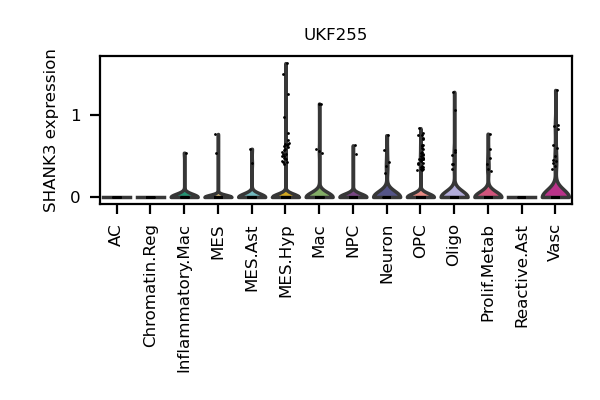 UKF255
SHANK3 expression
1
0
AC
Chromatin.Reg
Inflammatory.Mac
MES
MES.Ast
MES.Hyp
Mac
NPC
Neuron
OPC
Oligo
Prolif.Metab
Reactive.Ast
Vasc